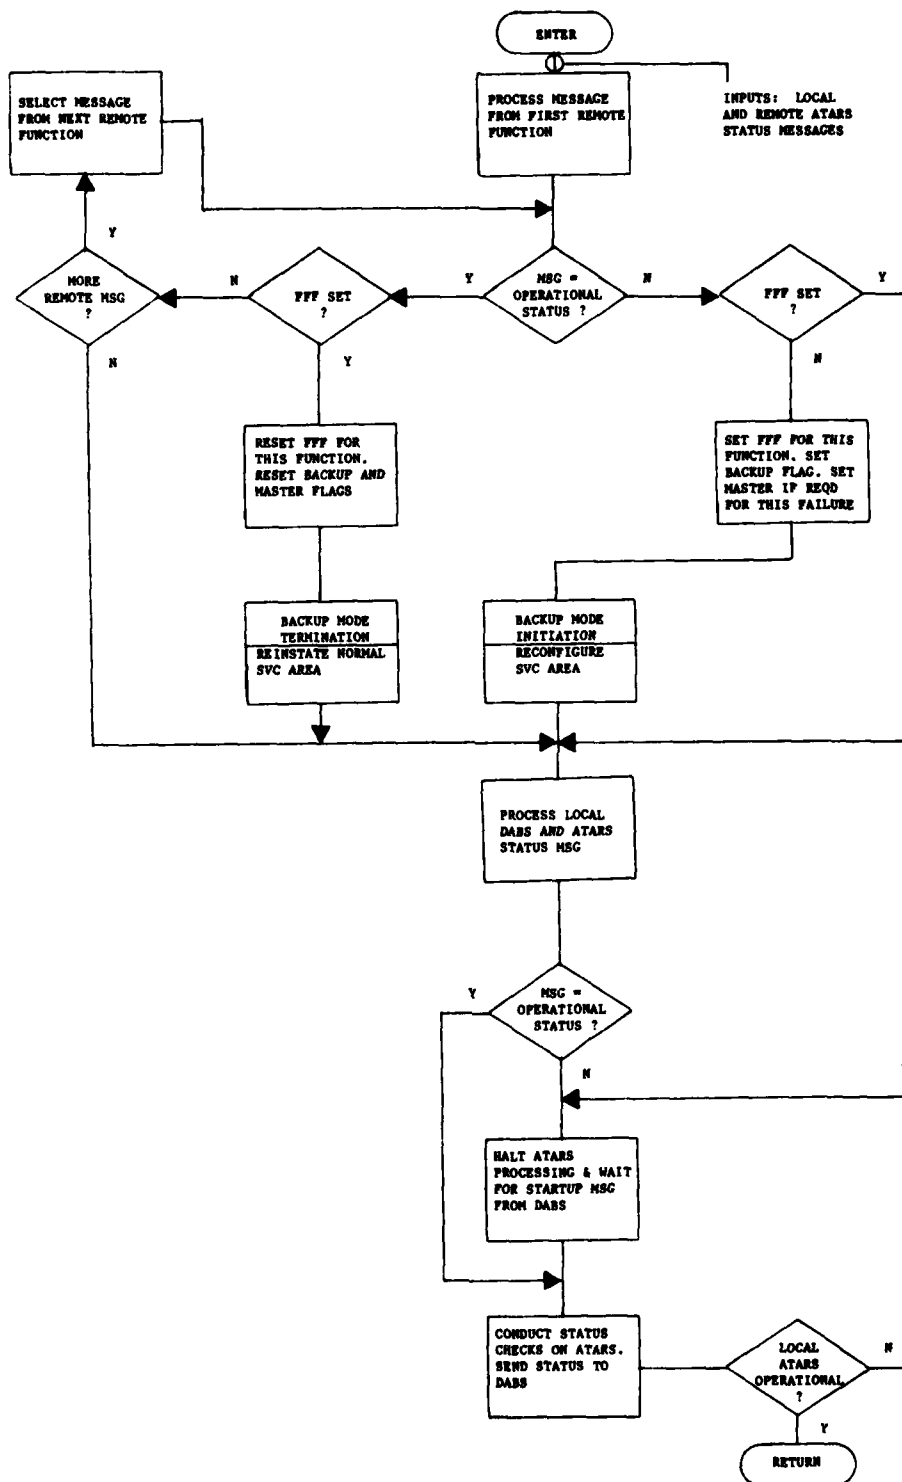 ENTER
SELECT MESSAGE
FROM NEXT REMOTE
FUNCTION
PROCESS MESSAGE
FROM FIRST REMOTE
FUNCTION
INPUTS: LOCAL
AND REMOTE ATARS
STATUS MESSAGES
Y
MORE
REMOTE MSG
?
N
N
FFF SET
?
Y
Y
MSG =
OPERATIONAL
STATUS ?
N
FFF SET
?
Y
N
RESET FFF FOR
THIS FUNCTION.
RESET BACKUP AND
MASTER FLAGS
SET FFF FOR THIS
FUNCTION. SET
BACKUP FLAG. SET
MASTER IF REQD
FOR THIS FAILURE
BACKUP MODE
TERMINATION
REINSTATE NORMAL
SVC AREA
BACKUP MODE
INITIATION
RECONFIGURE
SVC AREA
PROCESS LOCAL
DABS AND ATARS
STATUS MSG
Y
MSG =
OPERATIONAL
STATUS ?
N
HALT ATARS
PROCESSING & WAIT
FOR STARTUP MSG
FROM DABS
CONDUCT STATUS
CHECKS ON ATARS.
SEND STATUS TO
DABS
LOCAL
ATARS
OPERATIONAL
?
N
Y
RETURN